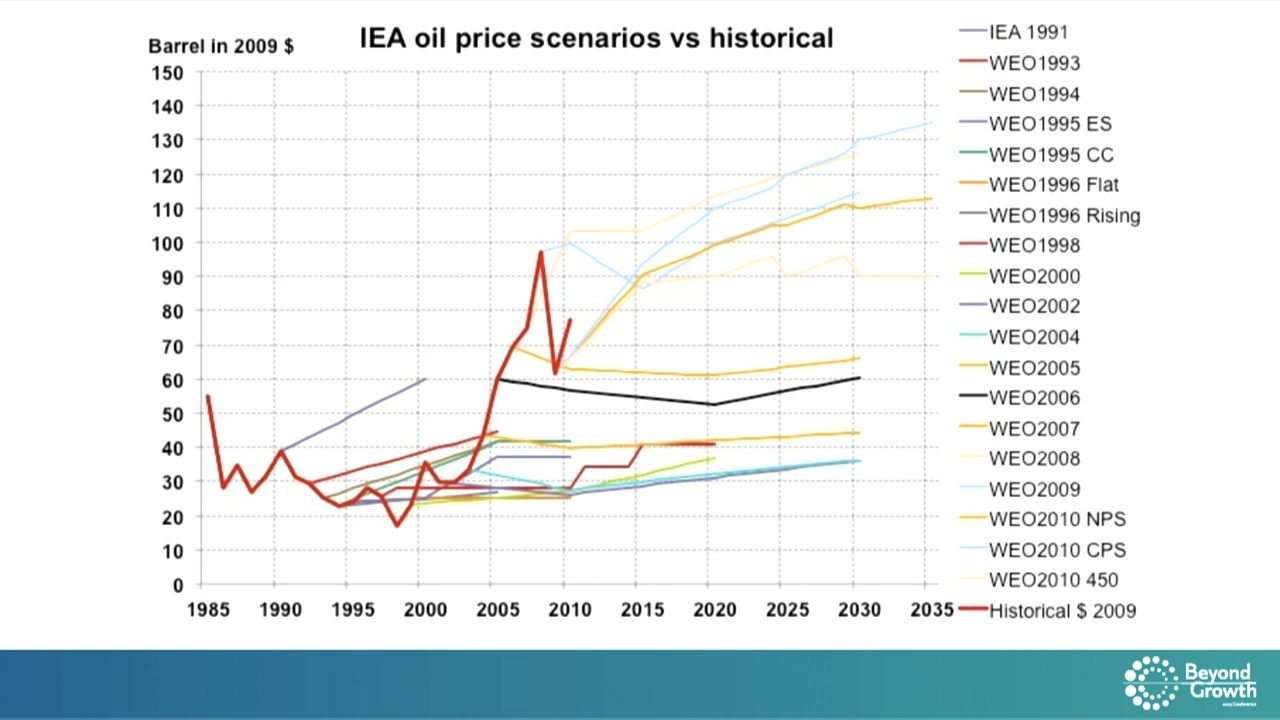 IEA oil price scenarios vs historical
Barrel in 2009 $
150
140
130
120
110
100
90
80
70
60
50
40
30
20
10
0
1985 1990 1995 2000 2005 2010 2015 2020 2025 2030 2035
IEA 1991
WEO1993
WEO1994
WEO1995 ES
WEO1995 CC
WEO1996 Flat
WEO1996 Rising
WEO1998
WEO2000
WEO2002
WEO2004
WEO2005
WEO2006
WEO2007
WEO2008
WEO2009
WEO2010 NPS
WEO2010 CPS
WEO2010 450
Historical $ 2009
Beyond
Growth
Conference